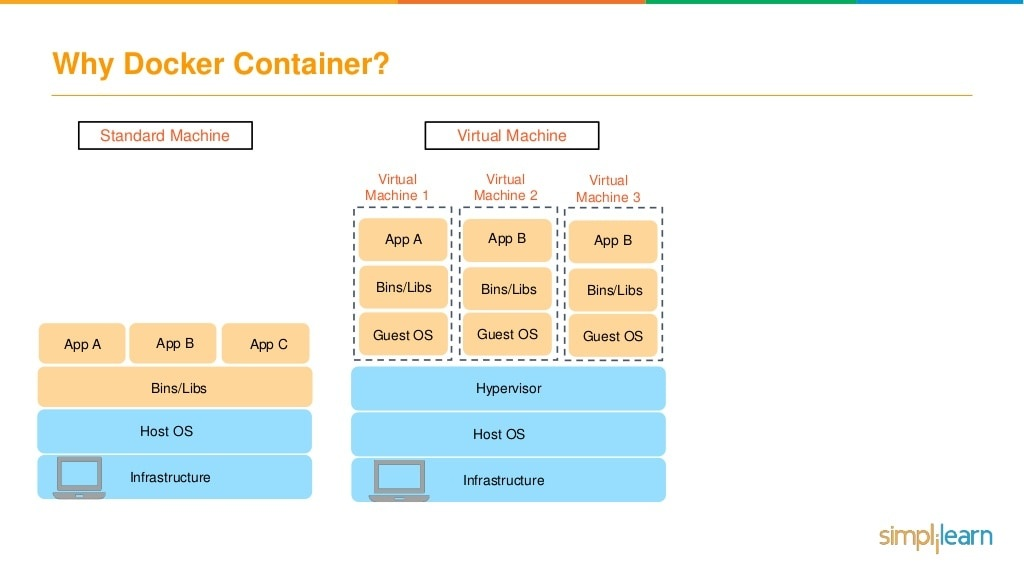 Why Docker Container?
Standard Machine
App A
App B
App C
Bins/Libs
Host OS
Infrastructure
Virtual Machine
Virtual
Machine 1
Virtual
Machine 2
Virtual
Machine 3
App A
App B
App B
Bins/Libs
Bins/Libs
Bins/Libs
Guest OS
Guest OS
Guest OS
Hypervisor
Host OS
Infrastructure
simplilearn